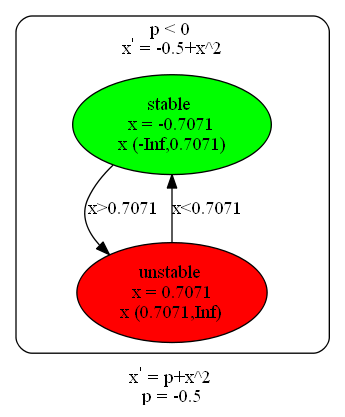 p < 0
x' = -0.5+x^2
stable
x = -0.7071
x (-Inf,0.7071)
x>0.7071
x<0.7071
unstable
x = 0.7071
x (0.7071,Inf)
x' = p+x^2
p = -0.5